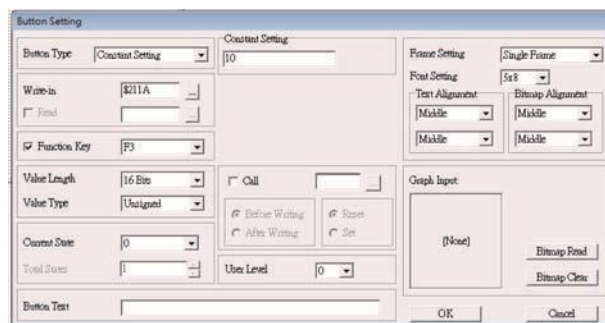 Button Setting
Button Type Constant Setting
Constant Setting
10
Frame Setting Single Frame
Font Setting 5x8
Text Alignment Bitmap Alignment
Middle Middle
Middle Middle
Write-in $211A ...
Read ...
Function Key F3
Value Length 16 Bits
Value Type Unsigned
Call ...
Before Writing Reset
After Writing Set
Graph Input:
[None]
Bitmap Read
Bitmap Clear
Current State 0
Total States 1
User Level 0
Button Text
OK Cancel